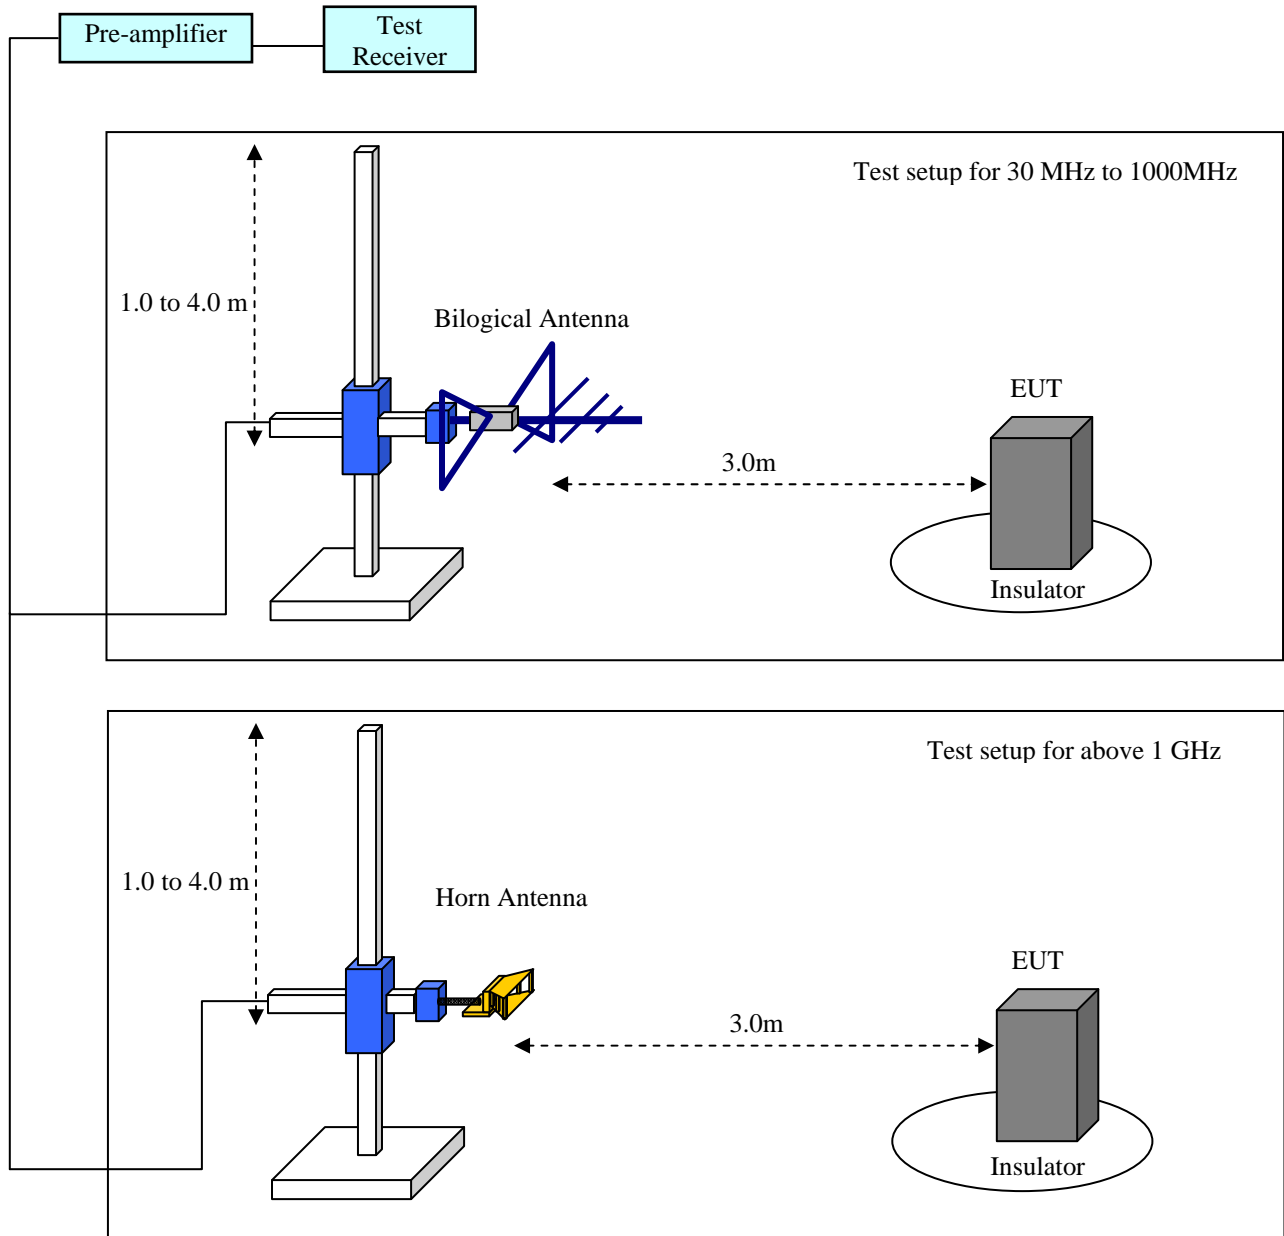 Pre-amplifier
Test
Receiver
Test setup for 30 MHz to 1000MHz
1.0 to 4.0 m
Bilogical Antenna
EUT
3.0m
Insulator
Test setup for above 1 GHz
1.0 to 4.0 m
Horn Antenna
EUT
3.0m
Insulator